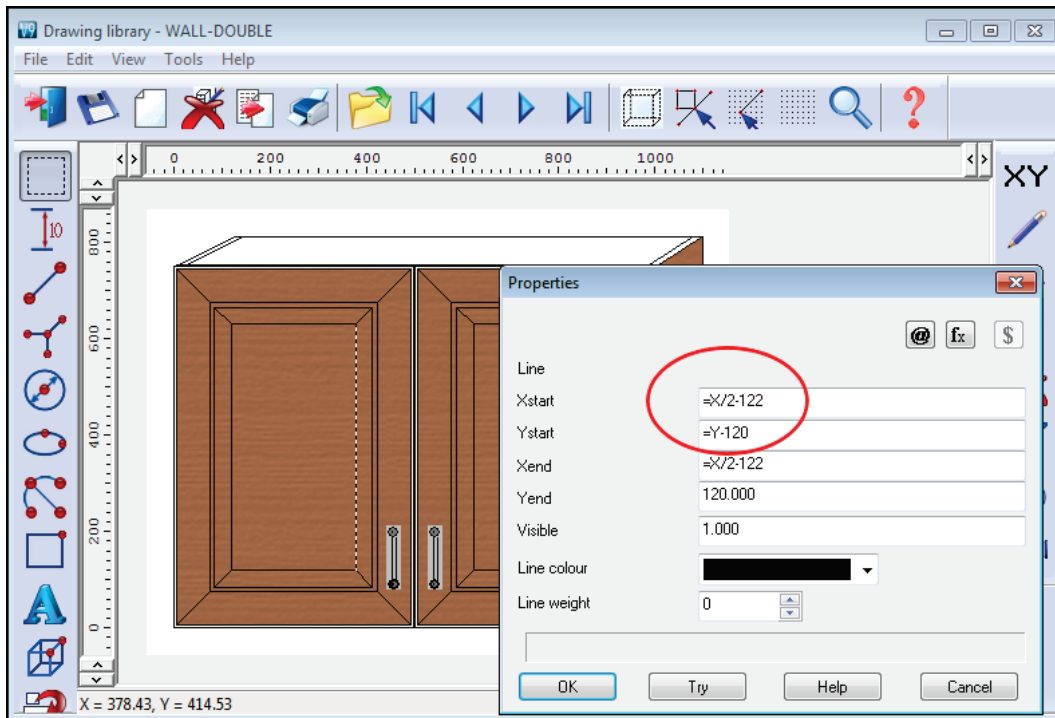 V9 Drawing library - WALL-DOUBLE
File Edit View Tools Help
?
0 200 400 600 800 1000
XY
10
800
600
400
200
0
A
X = 378.43, Y = 414.53
Properties
@ fx $
Line
Xstart =X/2-122
Ystart =Y-120
Xend =X/2-122
Yend 120.000
Visible 1.000
Line colour
Line weight 0
OK Try Help Cancel